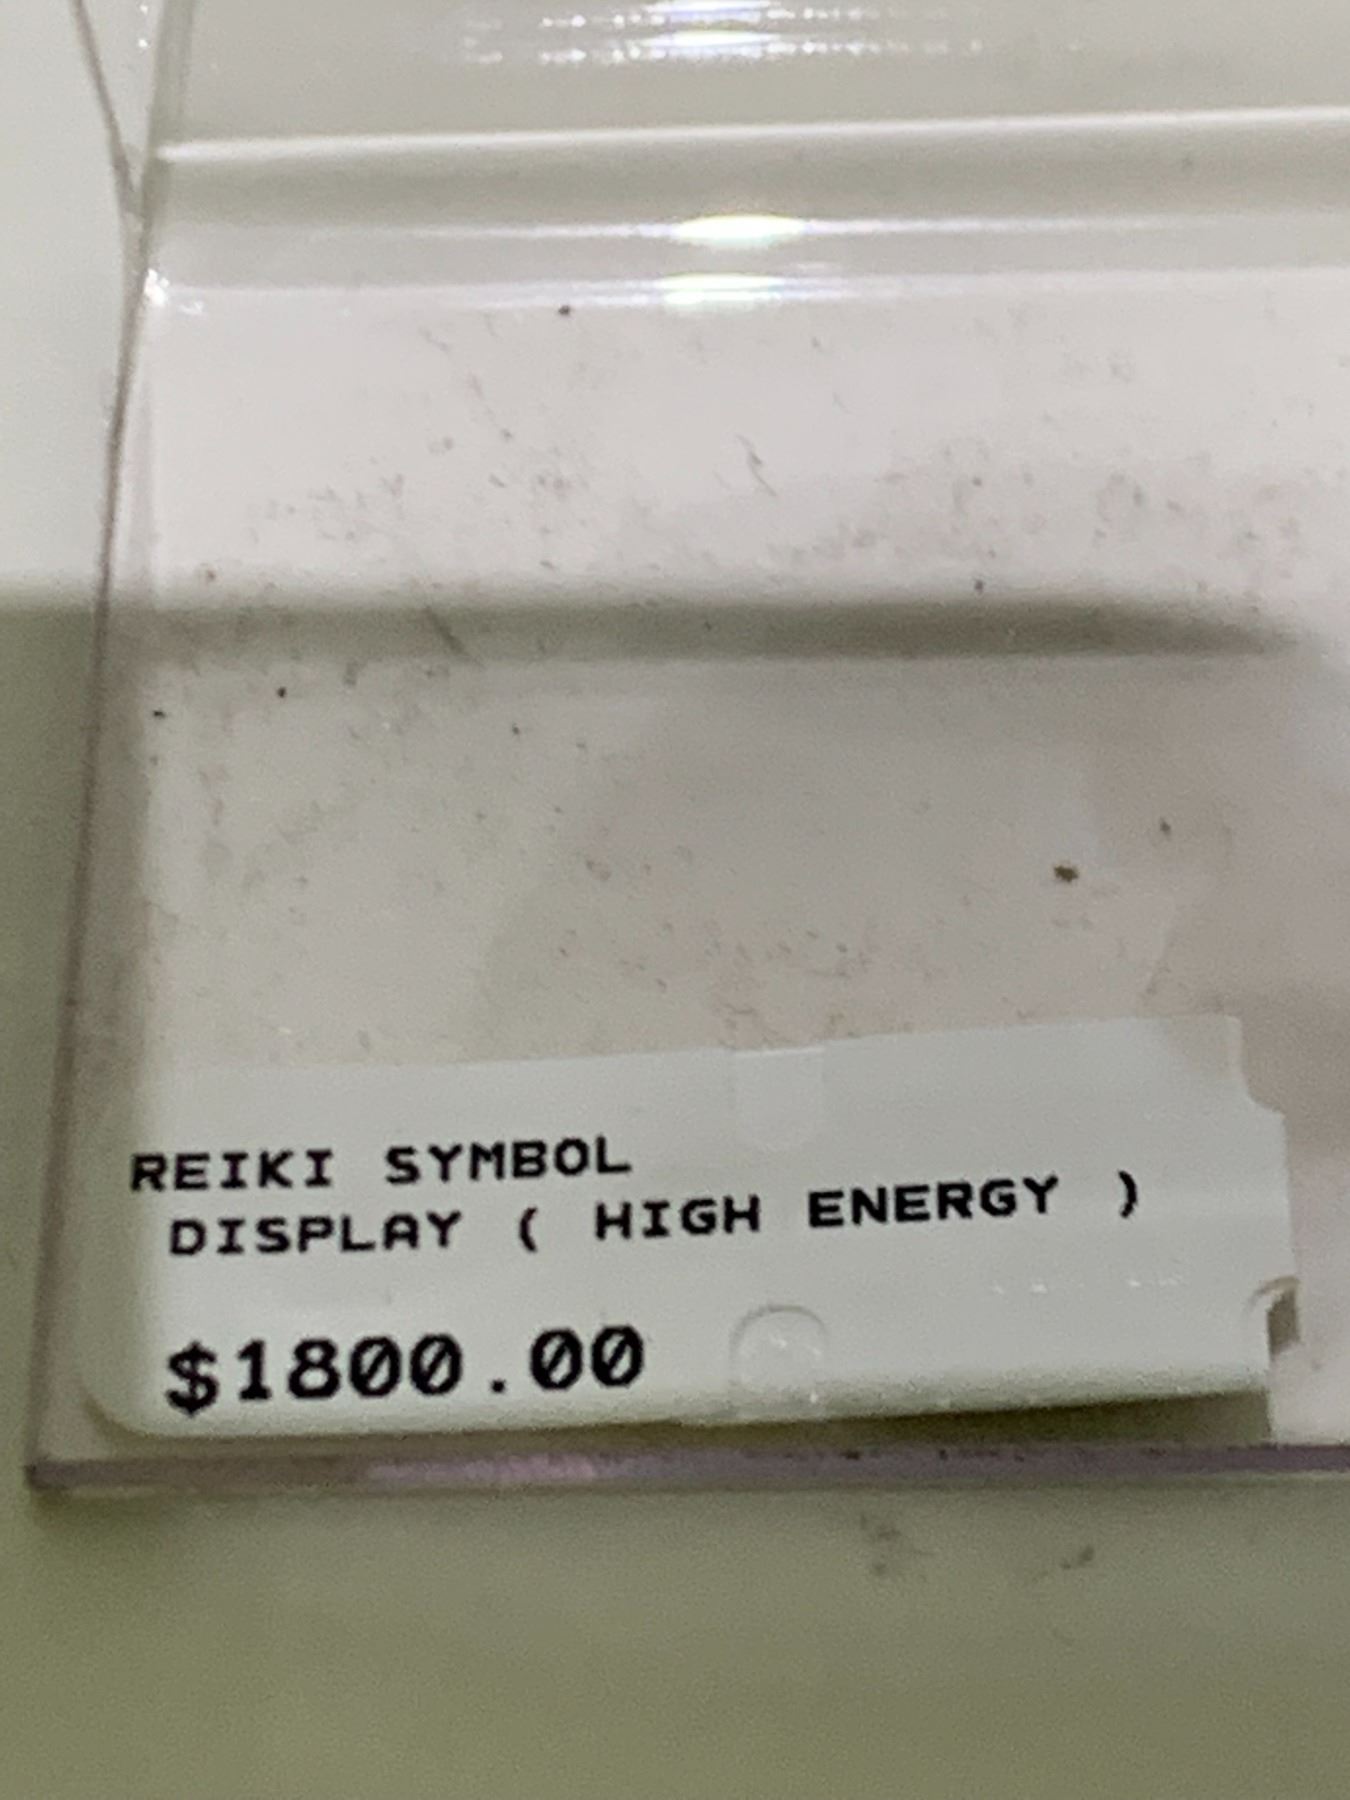 REIKI SYMBOL
DISPLAY ( HIGH ENERGY )
$1800.00